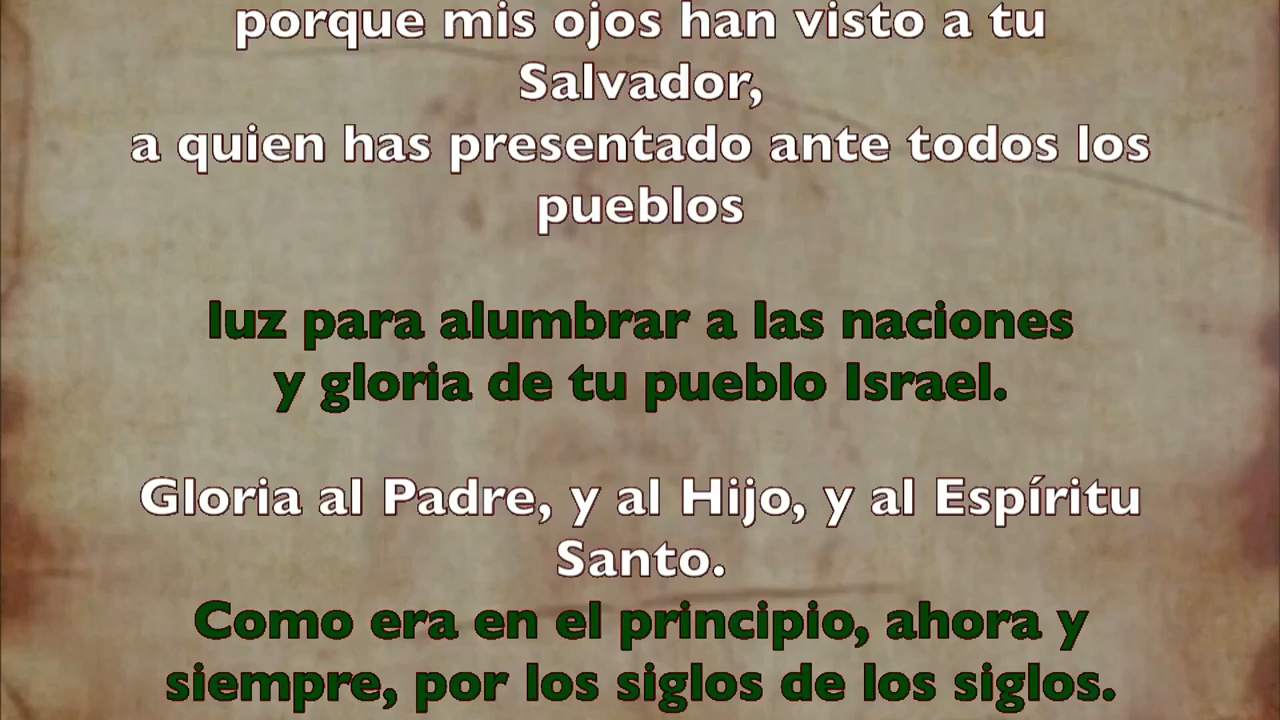 porque mis ojos han visto a tu
Salvador,
a quien has presentado ante todos los
pueblos
luz para alumbrar a las naciones
y gloria de tu pueblo Israel.
Gloria al Padre, y al Hijo, y al Espíritu
Santo.
Como era en el principio, ahora y
siempre, por los siglos de los siglos.